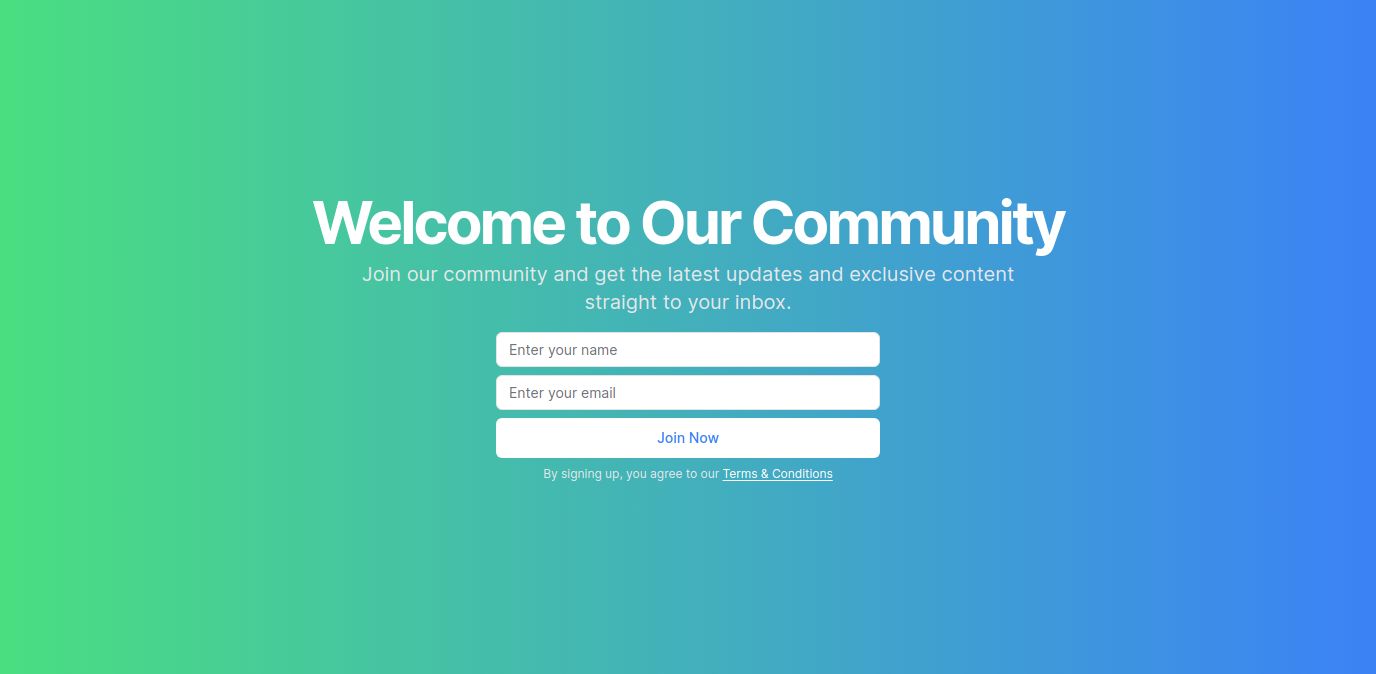 Welcome to Our Community
Join our community and get the latest updates and exclusive content
straight to your inbox.
Enter your name
Enter your email
Join Now
By signing up, you agree to our Terms & Conditions